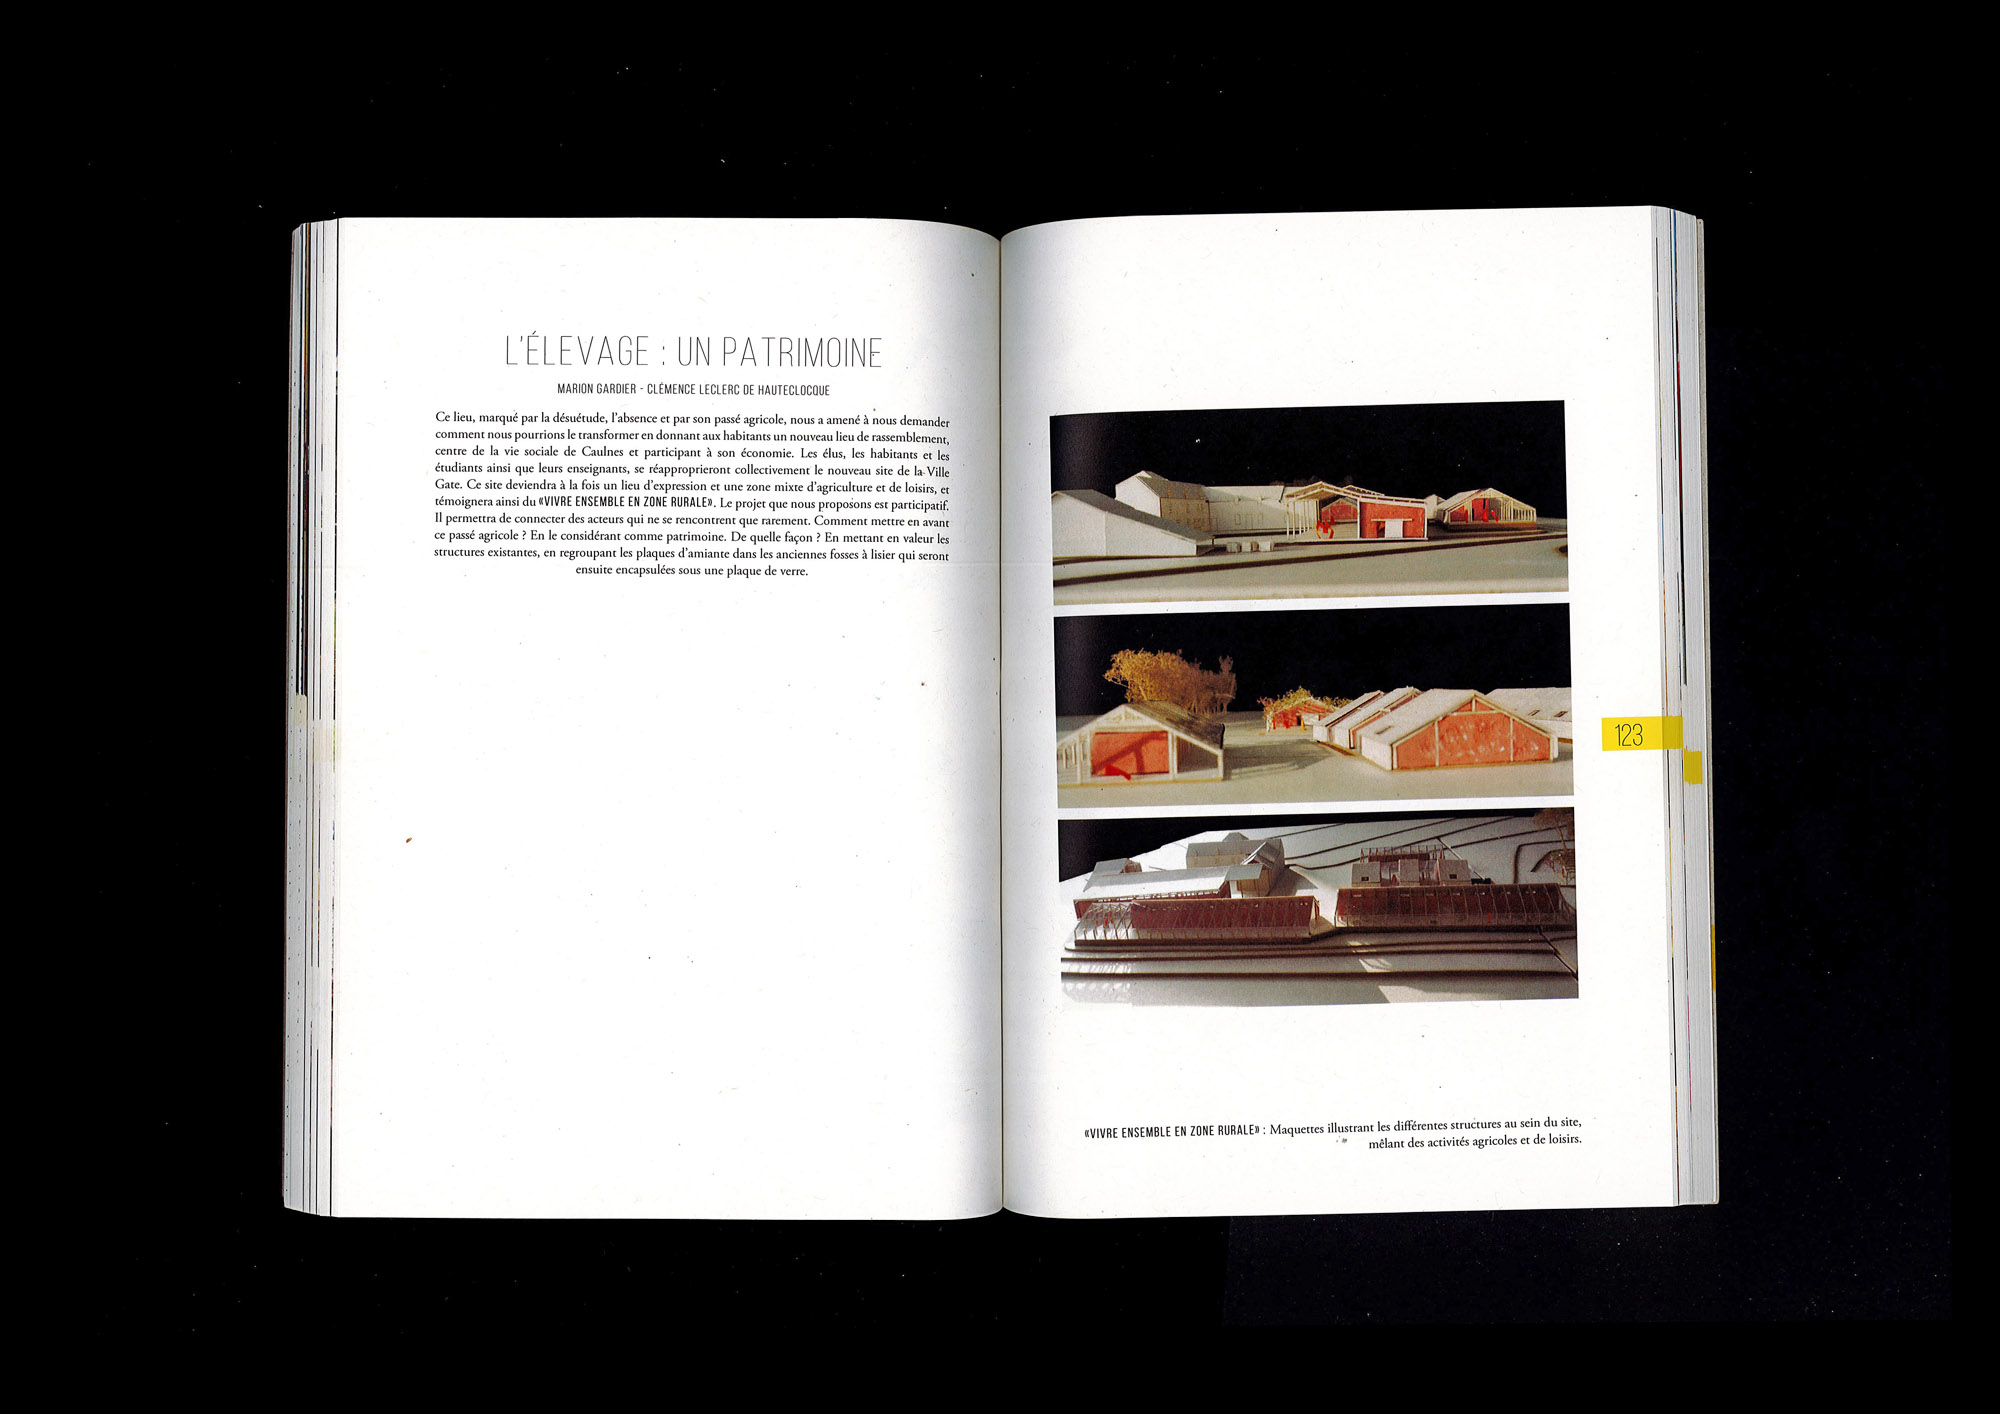 L'ÉLEVAGE : UN PATRIMOINE
MARION GARDIER - CLÉMENCE LECLERC DE HAUTECLOCQUE
Ce lieu, marqué par la désuétude, l'absence et par son passé agricole, nous a amené à nous demander
comment nous pourrions le transformer en donnant aux habitants un nouveau lieu de rassemblement,
centre de la vie sociale de Caulnes et participant à son économie. Les élus, les habitants et les
étudiants ainsi que leurs enseignants, se réapproprieront collectivement le nouveau site de la Ville
Gate. Ce site deviendra à la fois un lieu d'expression et une zone mixte d'agriculture et de loisirs, et
témoignera ainsi du «VIVRE ENSEMBLE EN ZONE RURALE». Le projet que nous proposons est participatif.
Il permettra de connecter des acteurs qui ne se rencontrent que rarement. Comment mettre en avant
ce passé agricole ? En le considérant comme patrimoine. De quelle façon ? En mettant en valeur les
structures existantes, en regroupant les plaques d'amiante dans les anciennes fosses à lisier qui seront
ensuite encapsulées sous une plaque de verre.
123
«VIVRE ENSEMBLE EN ZONE RURALE» : Maquettes illustrant les différentes structures au sein du site,
mêlant des activités agricoles et de loisirs.